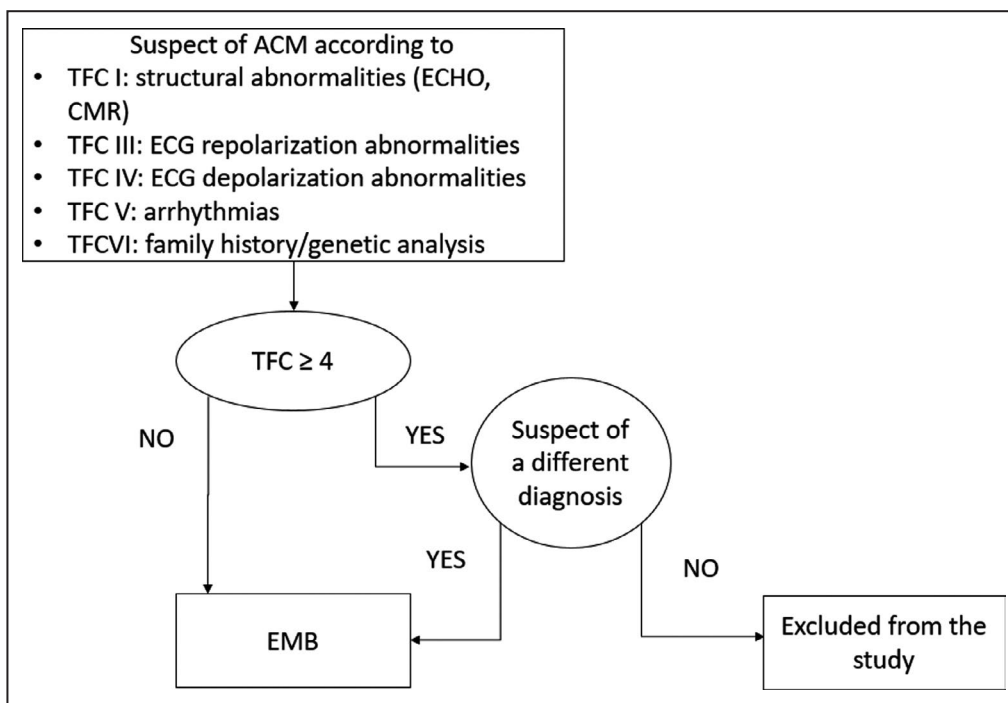 Suspect of ACM according to
• TFC I: structural abnormalities (ECHO,
CMR)
• TFC III: ECG repolarization abnormalities
• TFC IV: ECG depolarization abnormalities
• TFC V: arrhythmias
• TFCVI: family history/genetic analysis
TFC ≥ 4
NO
YES
Suspect of
a different
diagnosis
YES
NO
EMB
Excluded from the
study